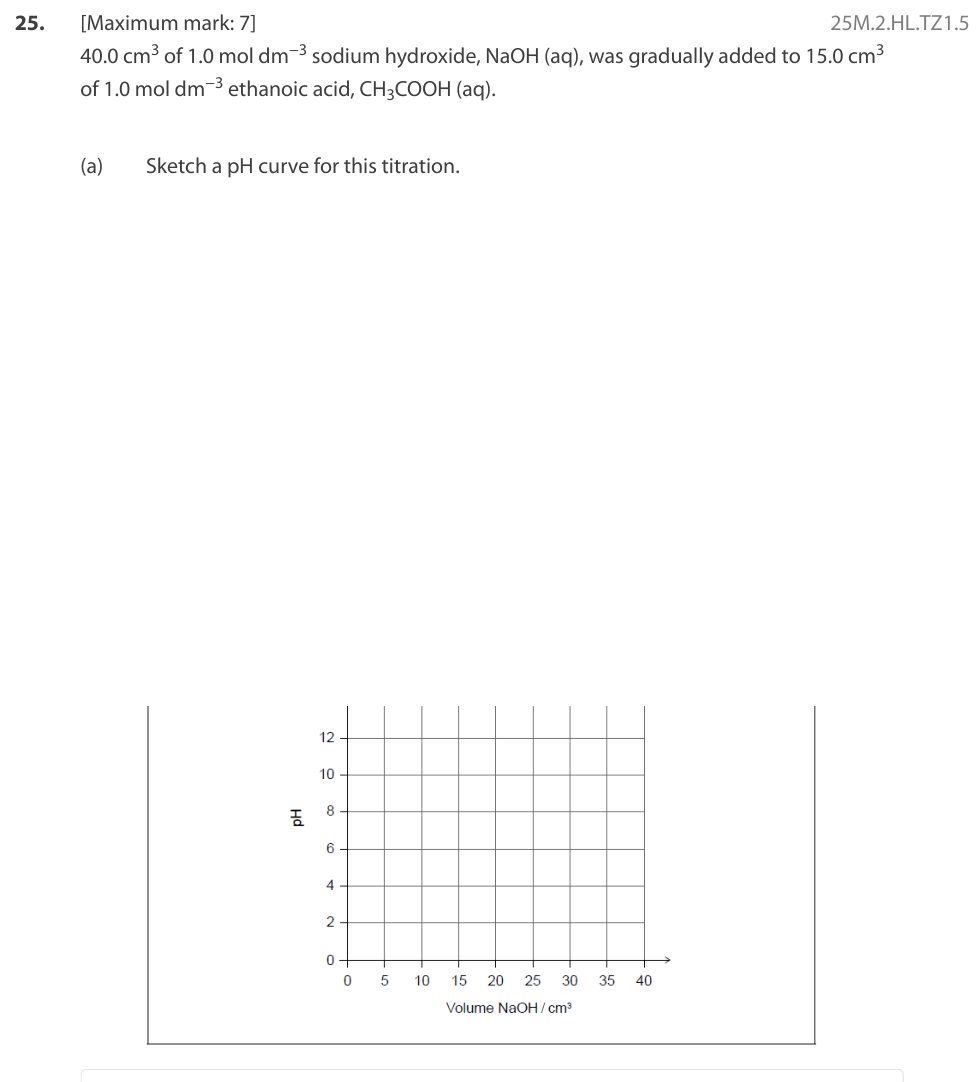 25. [Maximum mark: 7] 25M.2.HL.TZ1.5
40.0 cm³ of 1.0 mol dm⁻³ sodium hydroxide, NaOH (aq), was gradually added to 15.0 cm³
of 1.0 mol dm⁻³ ethanoic acid, CH₃COOH (aq).
(a) Sketch a pH curve for this titration.
12
10
8
pH
6
4
2
0
0 5 10 15 20 25 30 35 40
Volume NaOH / cm³